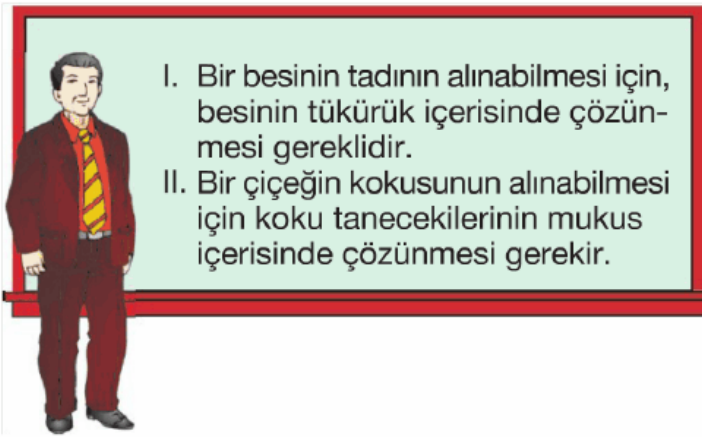 I. Bir besinin tadının alınabilmesi için,
besinin tükürük içerisinde çözün-
mesi gereklidir.
II. Bir çiçeğin kokusunun alınabilmesi
için koku tanecekilerinin mukus
içerisinde çözünmesi gerekir.